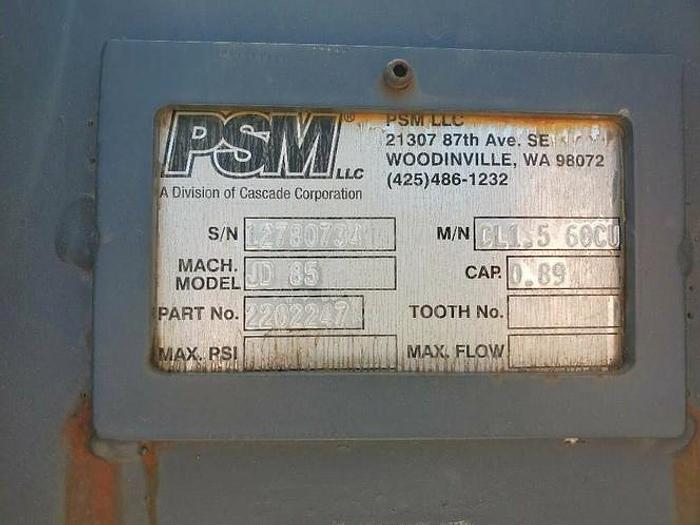 PSM® LLC
A Division of Cascade Corporation
PSM LLC
21307 87th Ave. SE
WOODINVILLE, WA 98072
(425)486-1232
S/N 12780734 M/N CL1.5 60CU
MACH. MODEL JD 85 CAP. 0.89
PART No. 2202247 TOOTH No.
MAX. PSI MAX. FLOW